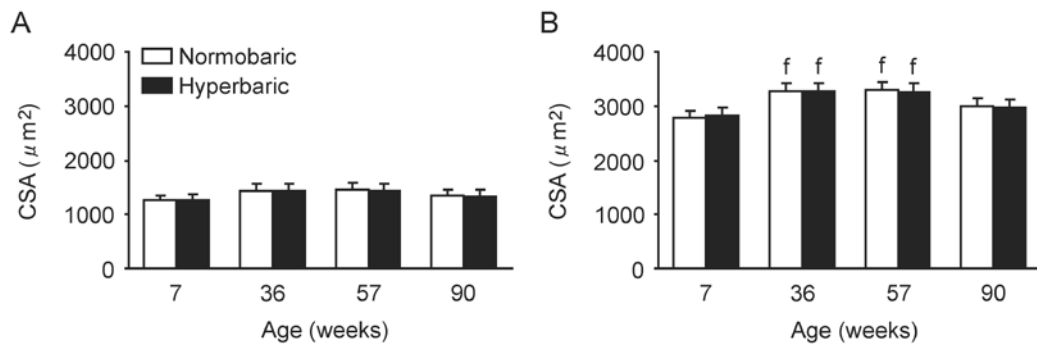 A
CSA ( μm2)
4000
3000
2000
1000
0
Normobaric
Hyperbaric
7 36 57 90
Age (weeks)
B
CSA ( μm2)
4000
3000
2000
1000
0
f f f f
7 36 57 90
Age (weeks)